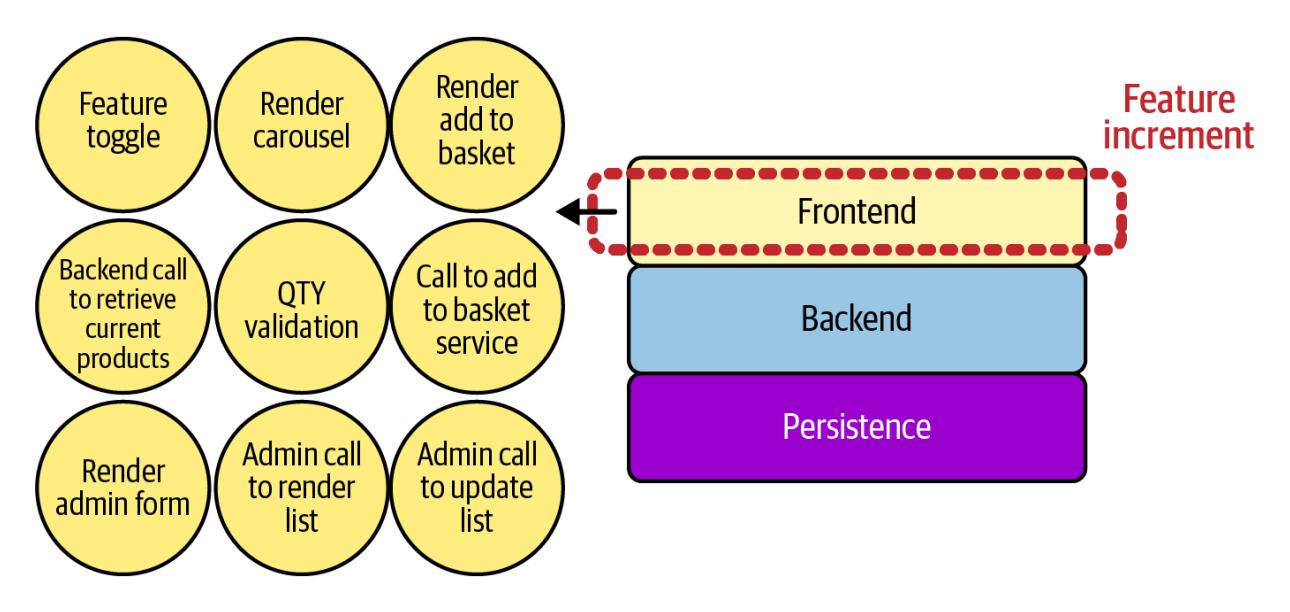 Feature
toggle
Render
carousel
Render
add to
basket
Backend call
to retrieve
current
products
QTY
validation
Call to add
to basket
service
Render
admin form
Admin call
to render
list
Admin call
to update
list
Feature
increment
Frontend
Backend
Persistence